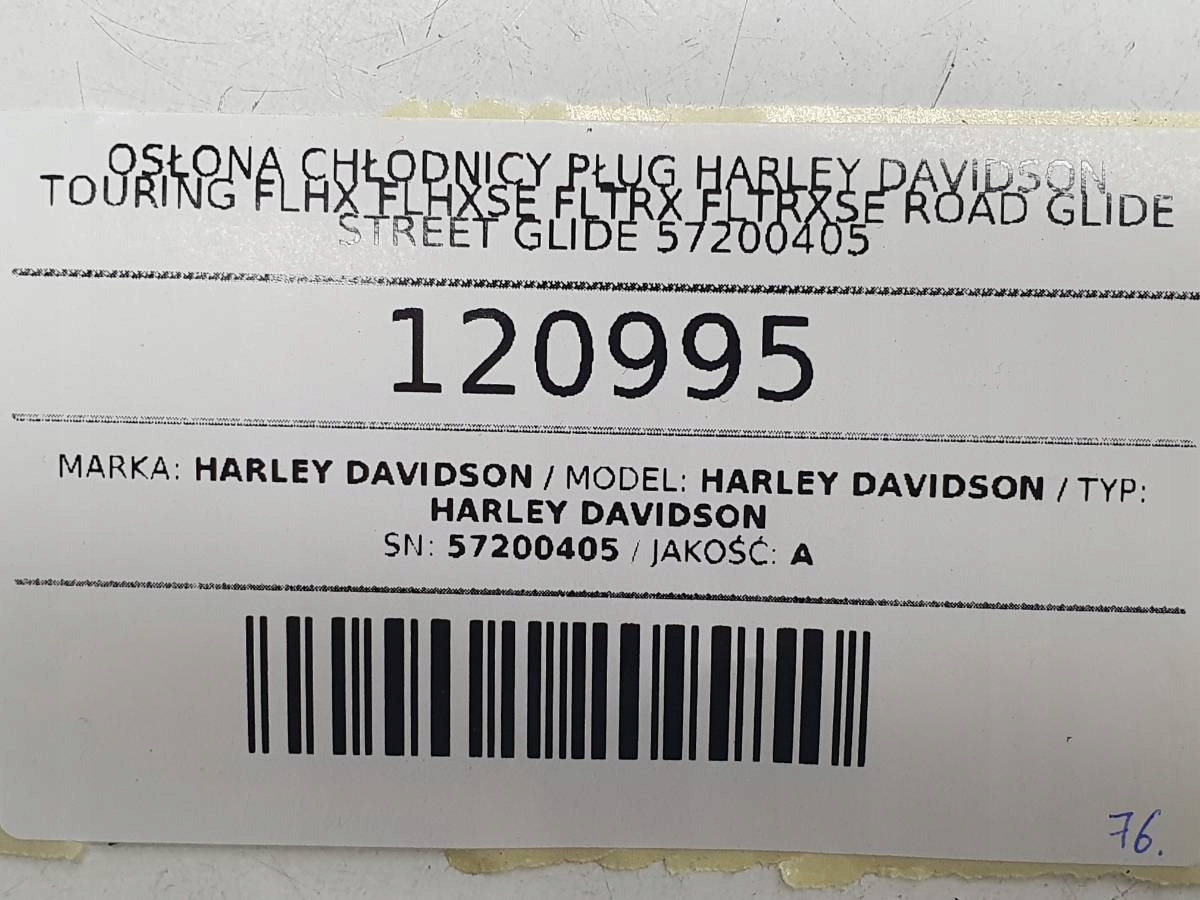 OSŁONA CHŁODNICY PŁUG HARLEY DAVIDSON
TOURING FLHX FLHXSE FLTRX FLTRXSE ROAD GLIDE
STREET GLIDE 57200405
120995
MARKA: HARLEY DAVIDSON / MODEL: HARLEY DAVIDSON / TYP:
HARLEY DAVIDSON
SN: 57200405 / JAKOŚĆ: A
76.